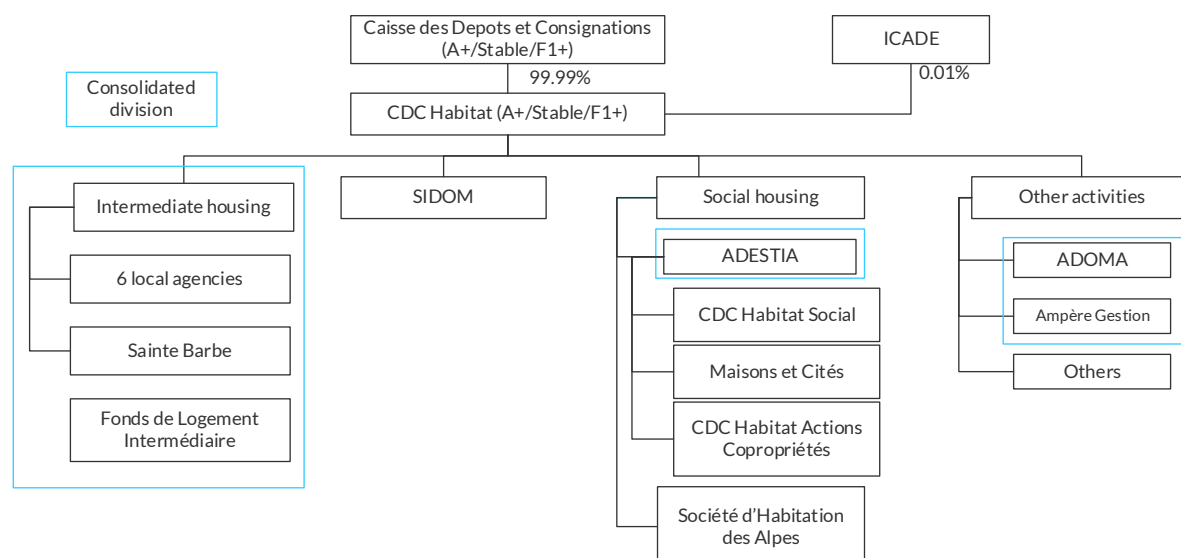 Caisse des Depots et Consignations
(A+/Stable/F1+)
ICADE
99.99%
0.01%
Consolidated
division
CDC Habitat (A+/Stable/F1+)
Intermediate housing
SIDOM
Social housing
Other activities
6 local agencies
Sainte Barbe
Fonds de Logement
Intermédiaire
ADESTIA
CDC Habitat Social
Maisons et Cités
CDC Habitat Actions
Copropriétés
Société d’Habitation
des Alpes
ADOMA
Ampère Gestion
Others